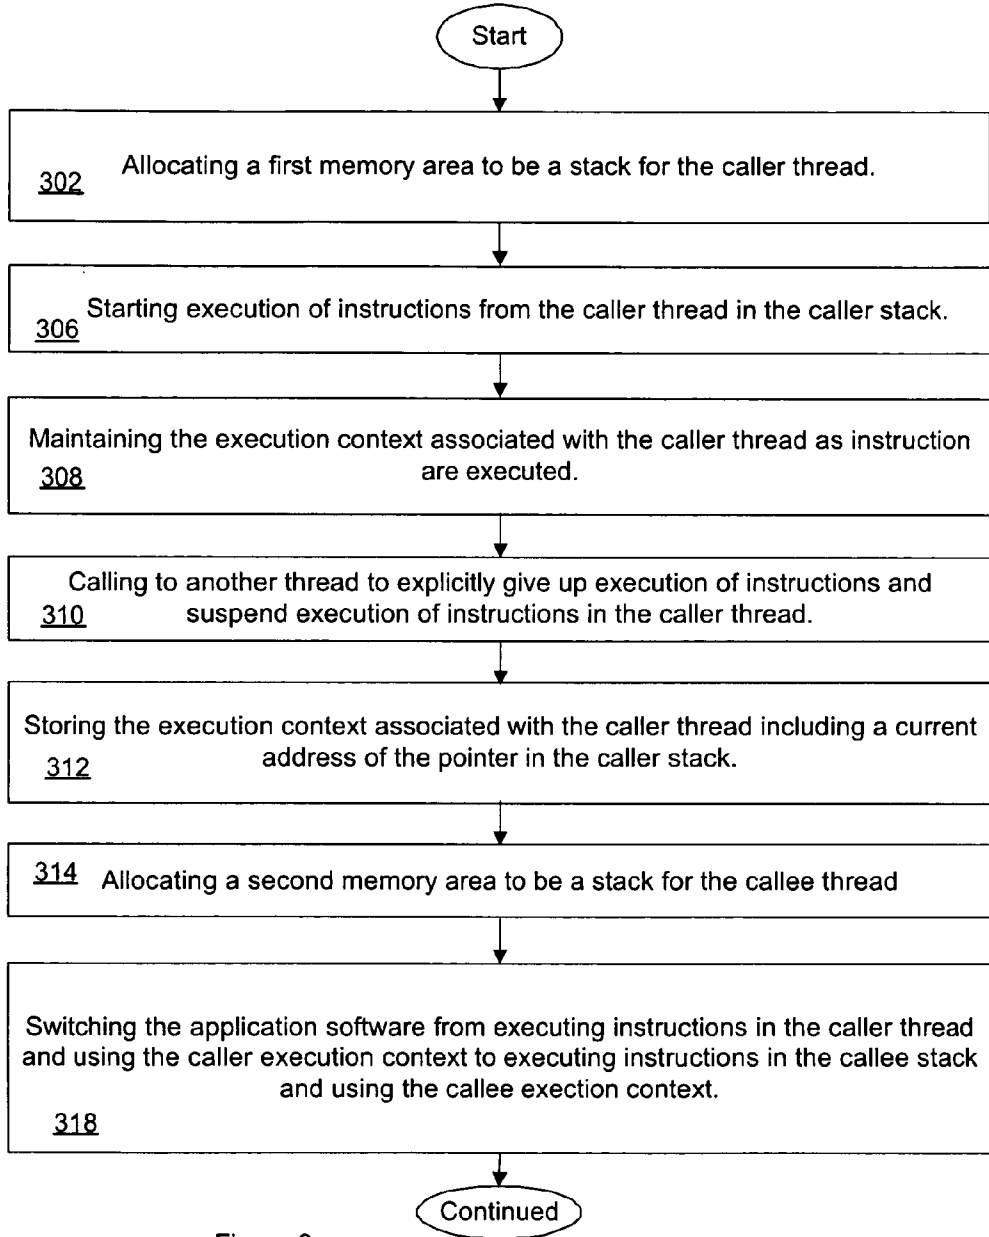 Start
Allocating a first memory area to be a stack for the caller thread.
302
Starting execution of instructions from the caller thread in the caller stack.
306
Maintaining the execution context associated with the caller thread as instruction
are executed.
308
Calling to another thread to explicitly give up execution of instructions and
suspend execution of instructions in the caller thread.
310
Storing the execution context associated with the caller thread including a current
address of the pointer in the caller stack.
312
314 Allocating a second memory area to be a stack for the callee thread
Switching the application software from executing instructions in the caller thread
and using the caller execution context to executing instructions in the callee stack
and using the callee exection context.
318
Continued